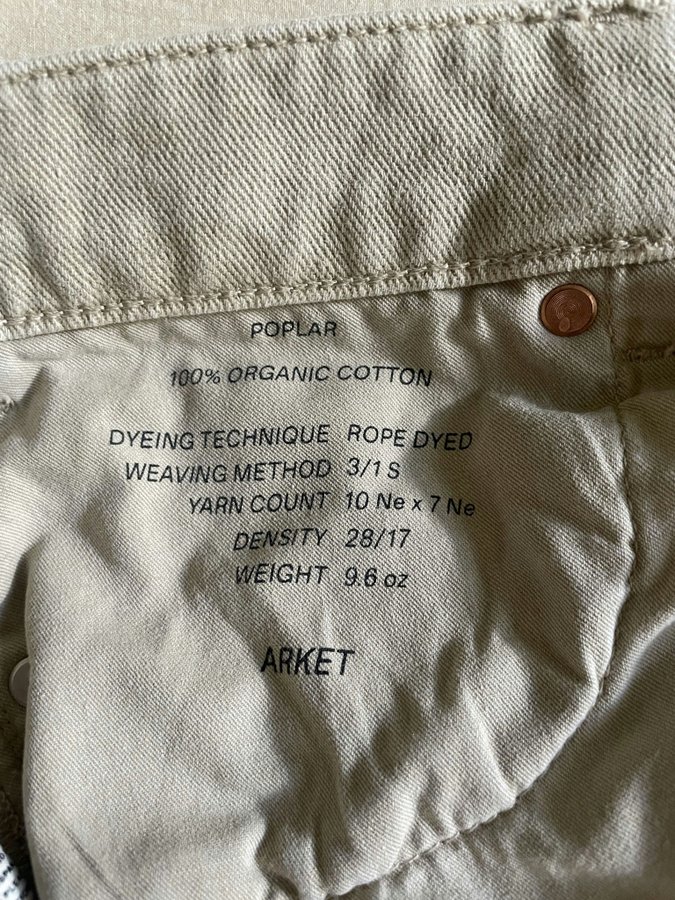 POPLAR
100% ORGANIC COTTON
DYEING TECHNIQUE ROPE DYED
WEAVING METHOD 3/1 S
YARN COUNT 10 Ne x 7 Ne
DENSITY 28/17
WEIGHT 9.6 oz
ARKET